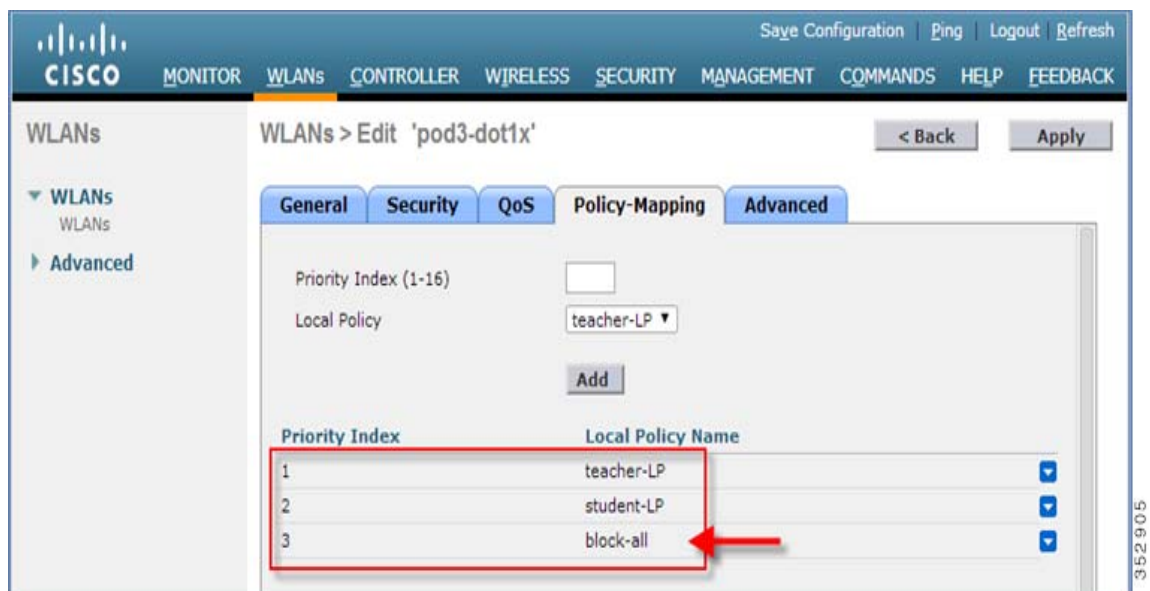 Save Configuration | Ping | Logout | Refresh
CISCO
MONITOR WLANs CONTROLLER WIRELESS SECURITY MANAGEMENT COMMANDS HELP FEEDBACK
WLANs
WLANs > Edit 'pod3-dot1x'
< Back
Apply
WLANs
WLANs
Advanced
General Security QoS Policy-Mapping Advanced
Priority Index (1-16)
Local Policy teacher-LP
Add
Priority Index Local Policy Name
1 teacher-LP
2 student-LP
3 block-all
352905